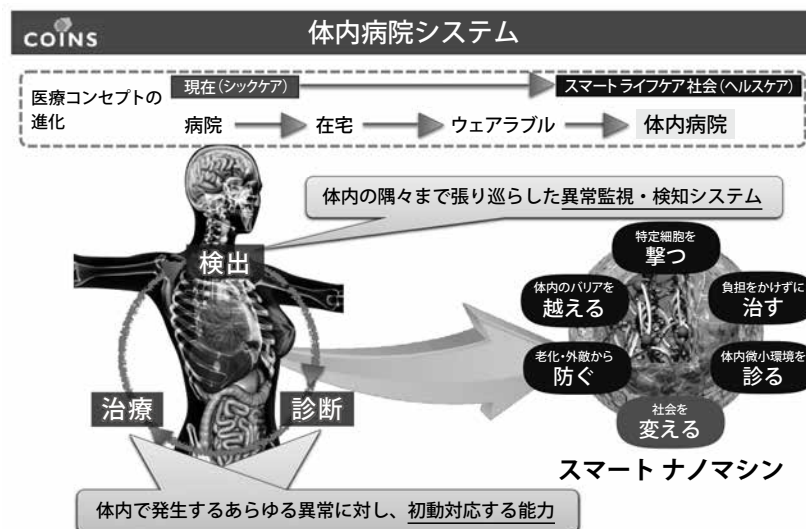 COINS
体内病院システム
医療コンセプトの
進化
現在(シックケア)
スマートライフケア社会(ヘルスケア)
病院
在宅
ウェアラブル
体内病院
体内の隅々まで張り巡らした異常監視・検知システム
検出
診断
治療
特定細胞を
撃つ
体内のバリアを
越える
負担をかけずに
治す
老化・外敵から
防ぐ
体内微小環境を
診る
社会を
変える
スマート ナノマシン
体内で発生するあらゆる異常に対し、初動対応する能力